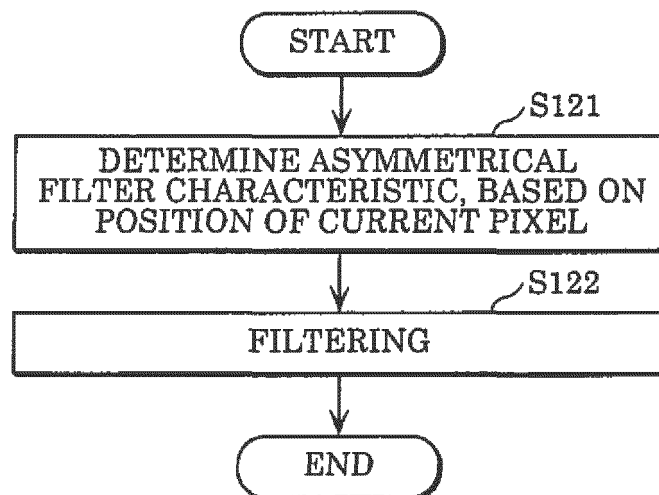 START
S121
DETERMINE ASYMMETRICAL
FILTER CHARACTERISTIC, BASED ON
POSITION OF CURRENT PIXEL
S122
FILTERING
END